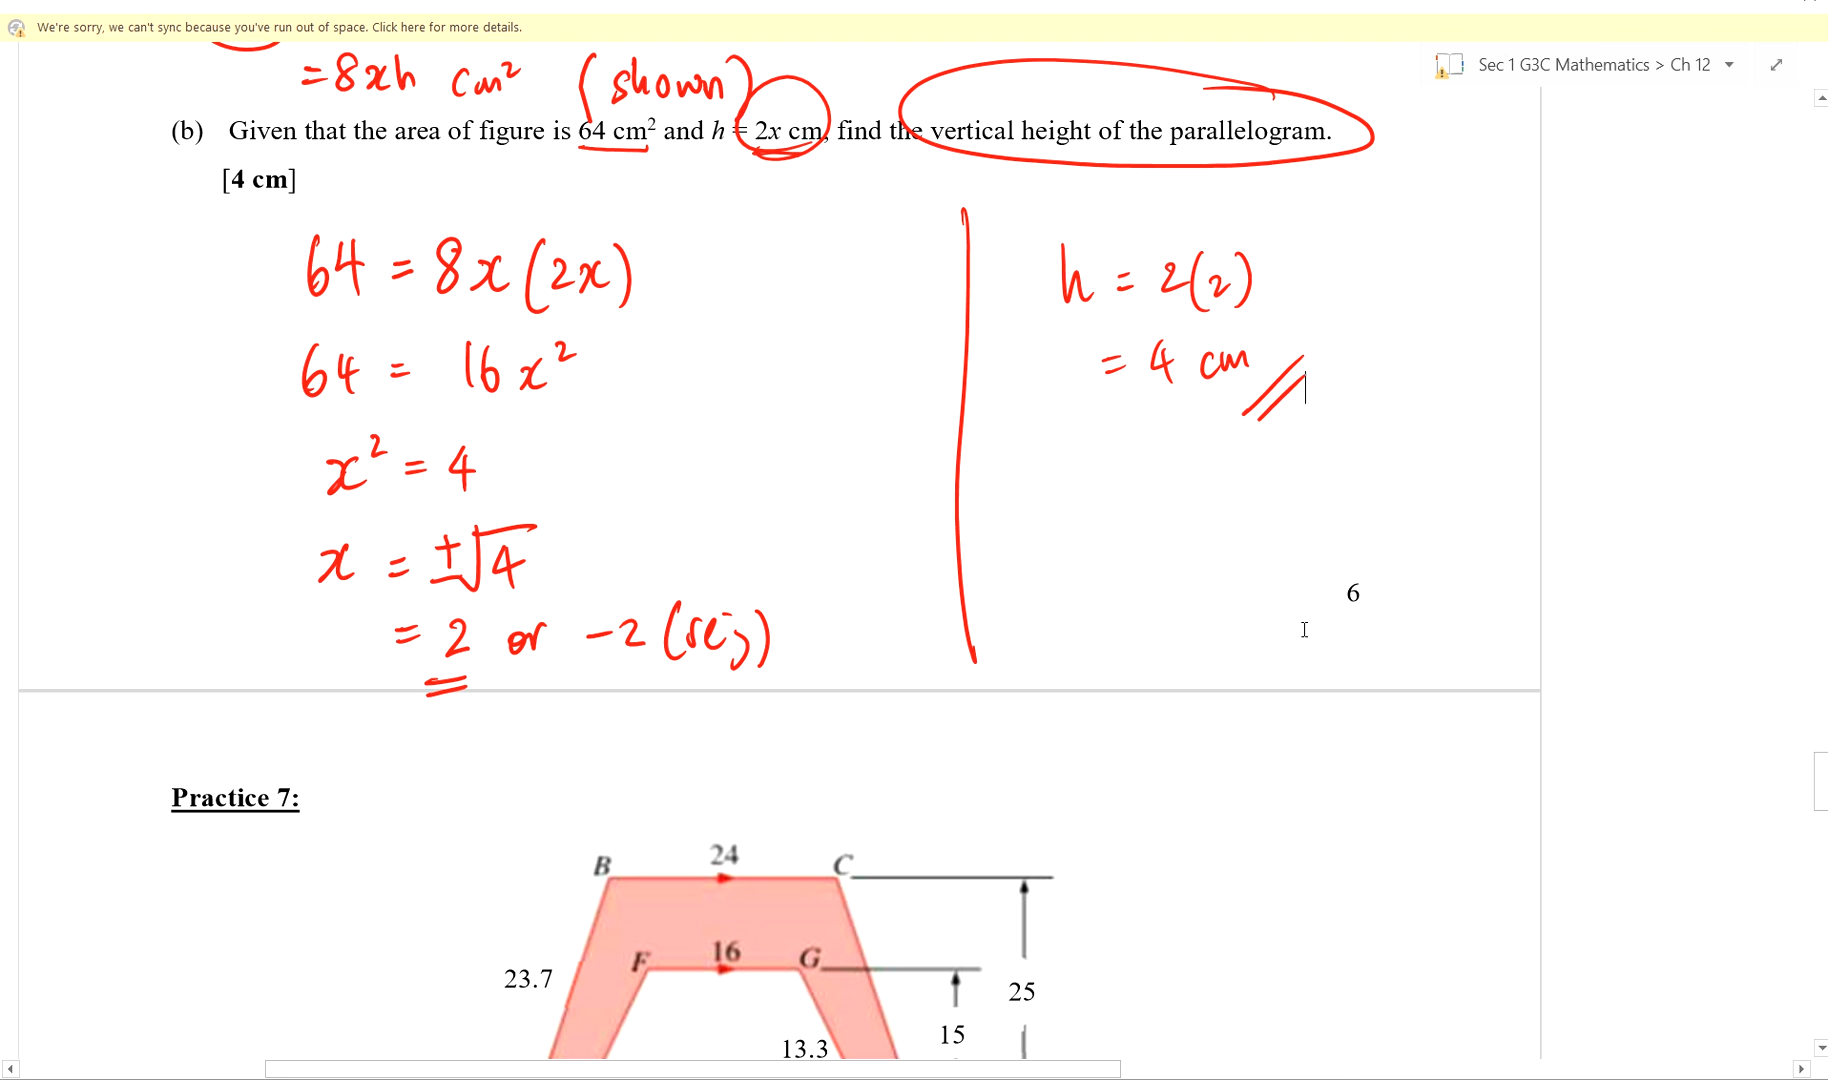 We're sorry, we can't sync because you've run out of space. Click here for more details.
Sec 1 G3C Mathematics > Ch 12
= 8xh cm² (shown)
(b) Given that the area of figure is 64 cm² and h = 2x cm, find the vertical height of the parallelogram.
[4 cm]
64 = 8x(2x)
64 = 16x²
x² = 4
x = ±√4
= 2 or -2 (rej)
h = 2(2)
= 4 cm
6
Practice 7:
B 24 C
F 16 G
23.7
25
15
13.3